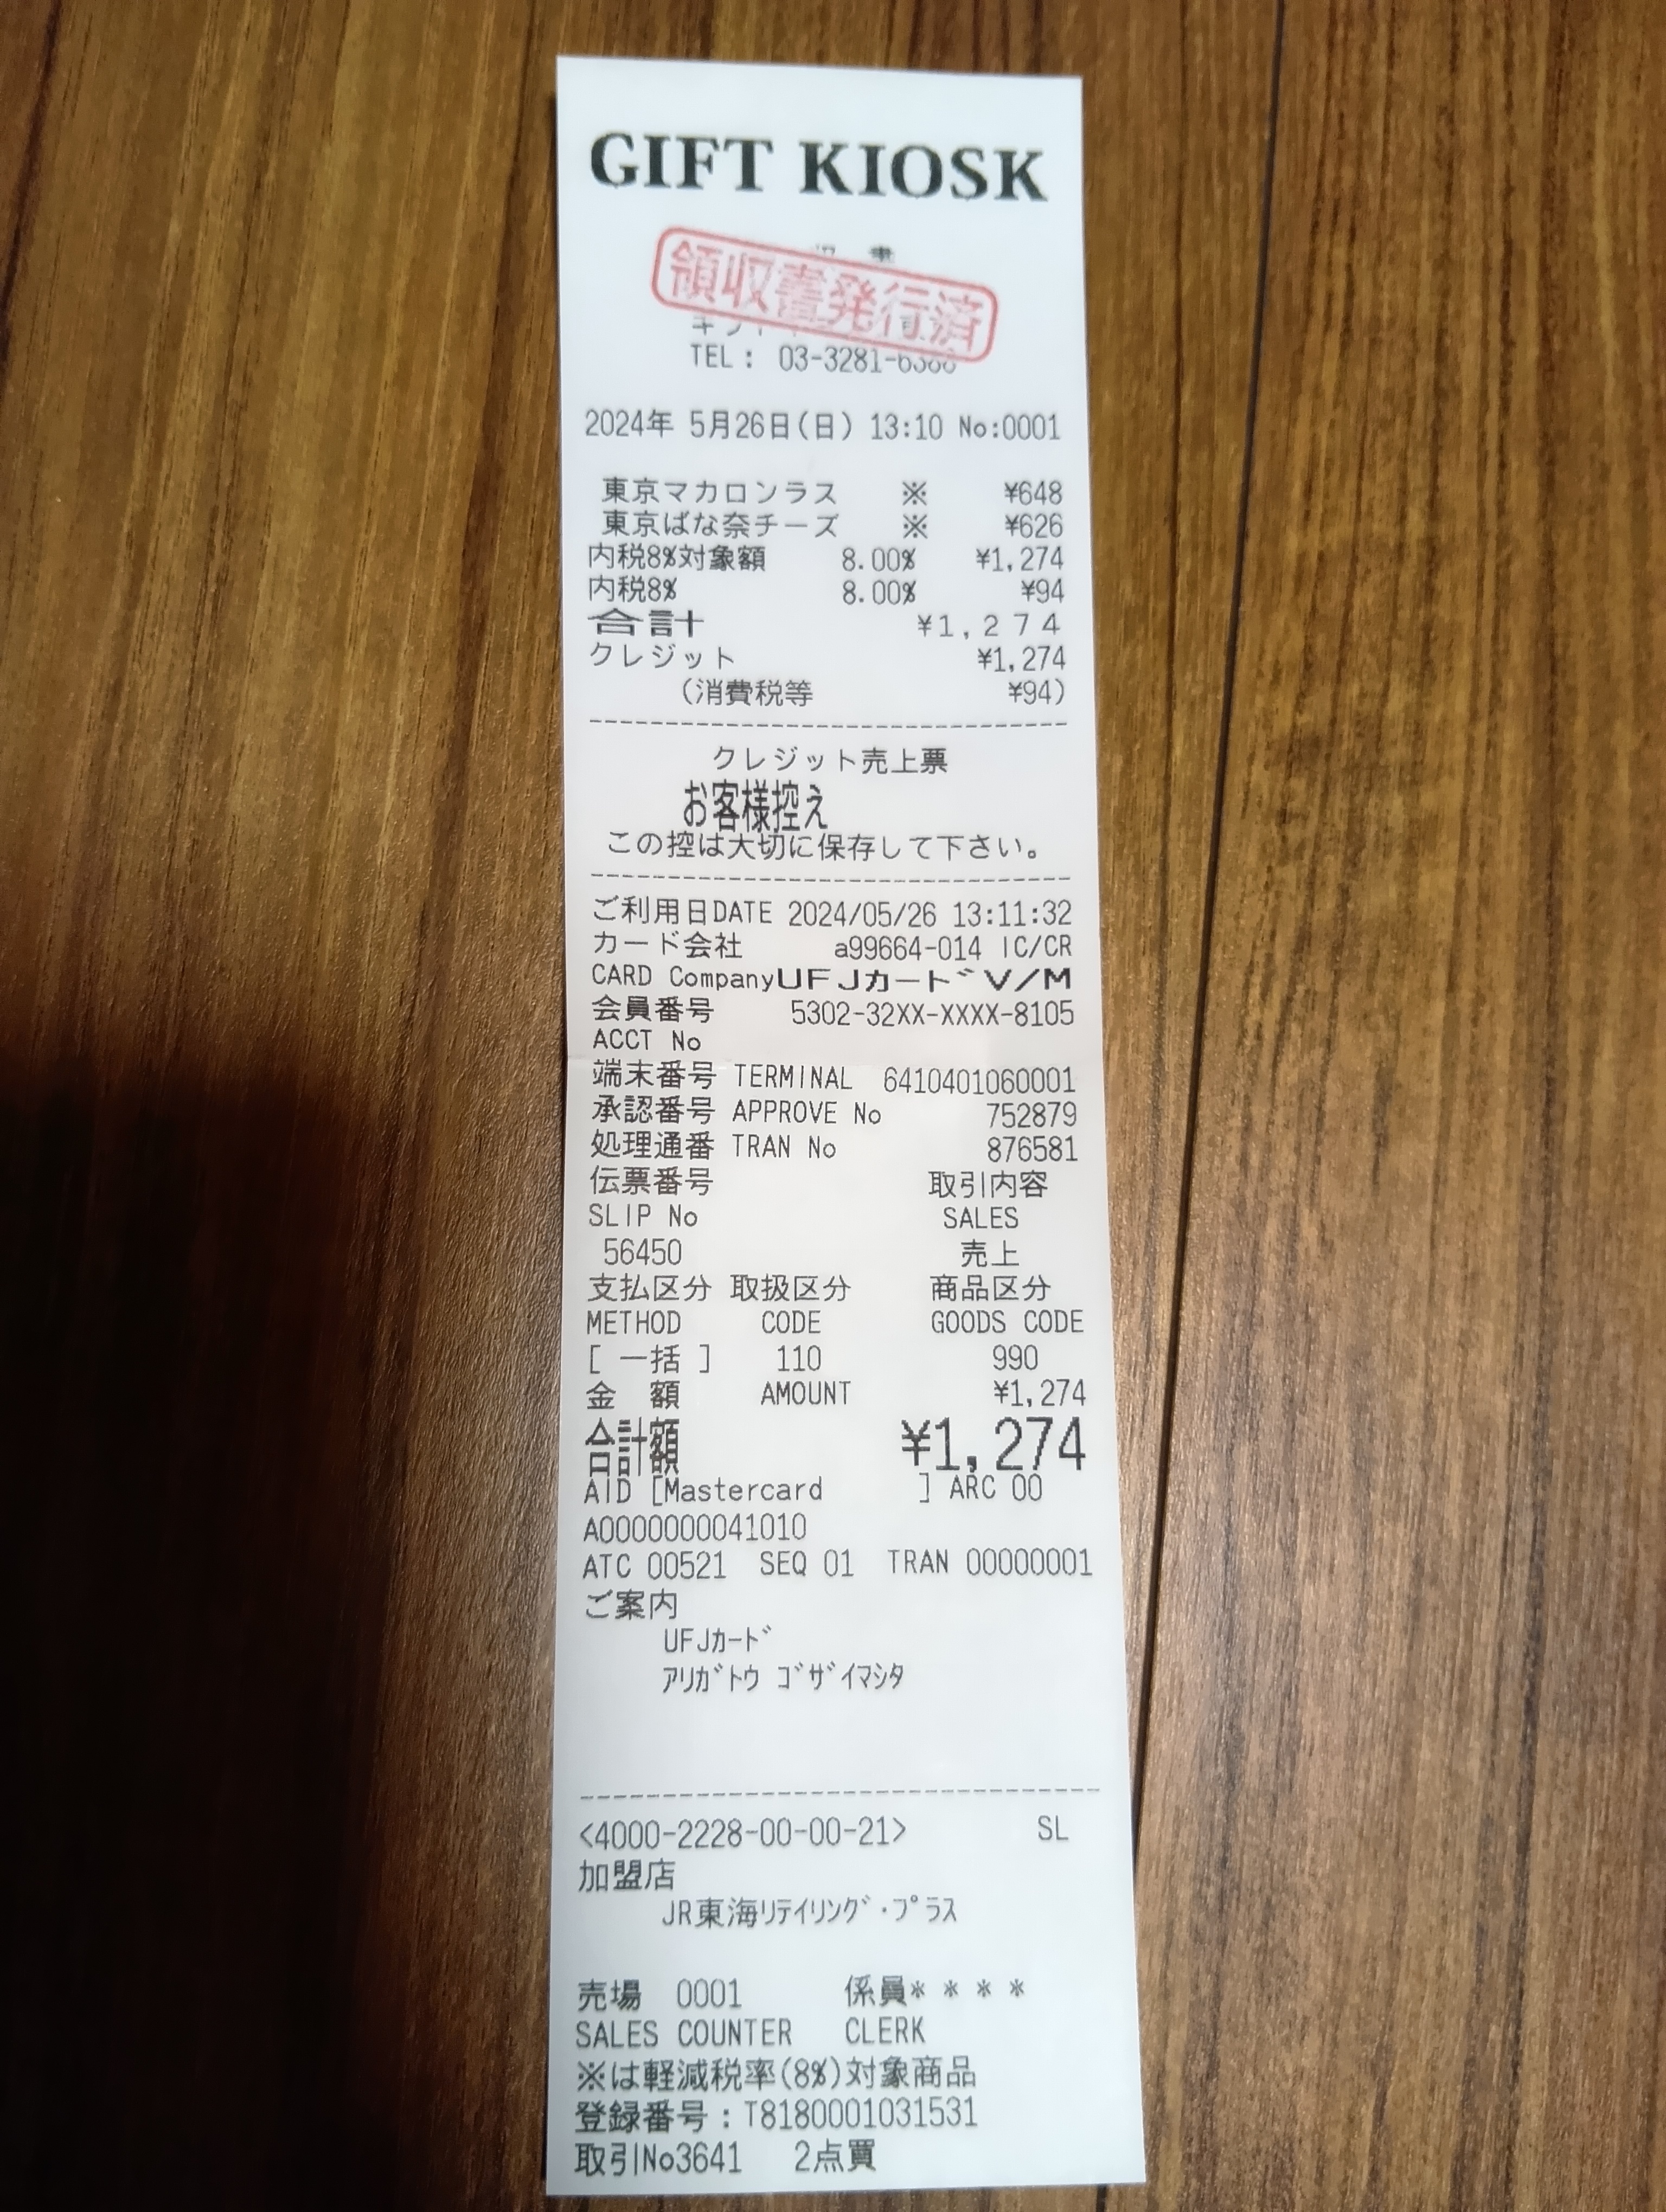 GIFT KIOSK
領収書発行済
TEL: 03-3281-6388
2024年 5月26日(日) 13:10 No:0001
東京マカロンラス ※ ¥648
東京ばな奈チーズ ※ ¥626
内税8%対象額 8.00% ¥1,274
内税8% 8.00% ¥94
合計 ¥1,274
クレジット ¥1,274
(消費税等 ¥94)
クレジット売上票
お客様控え
この控は大切に保存して下さい。
ご利用日DATE 2024/05/26 13:11:32
カード会社 a99664-014 IC/CR
CARD CompanyUFJカード V/M
会員番号 5302-32XX-XXXX-8105
ACCT No
端末番号 TERMINAL 6410401060001
承認番号 APPROVE No 752879
処理通番 TRAN No 876581
伝票番号 取引内容
SLIP No SALES
56450 売上
支払区分 取扱区分 商品区分
METHOD CODE GOODS CODE
[ 一括 ] 110 990
金 額 AMOUNT ¥1,274
合計額 ¥1,274
AID [Mastercard ] ARC 00
A0000000041010
ATC 00521 SEQ 01 TRAN 00000001
ご案内
UFJカード
アリガトウ ゴザイマシタ
<4000-2228-00-00-21> SL
加盟店
JR東海リテイリング・プラス
売場 0001 係員****
SALES COUNTER CLERK
※は軽減税率(8%)対象商品
登録番号:T8180001031531
取引No3641 2点買